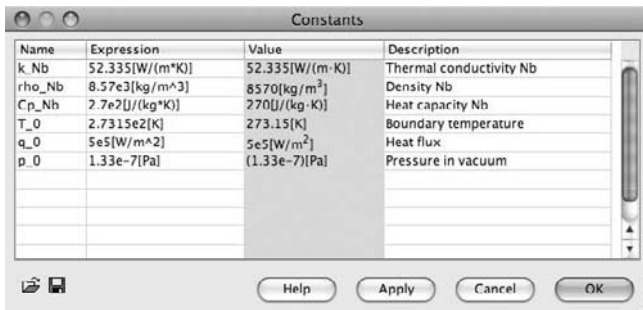 Constants
Name Expression Value Description
k_Nb 52.335[W/(m*K)] 52.335[W/(m·K)] Thermal conductivity Nb
rho_Nb 8.57e3[kg/m^3] 8570[kg/m³] Density Nb
Cp_Nb 2.7e2[J/(kg*K)] 270[J/(kg·K)] Heat capacity Nb
T_0 2.7315e2[K] 273.15[K] Boundary temperature
q_0 5e5[W/m^2] 5e5[W/m²] Heat flux
p_0 1.33e-7[Pa] (1.33e-7)[Pa] Pressure in vacuum
Help Apply Cancel OK